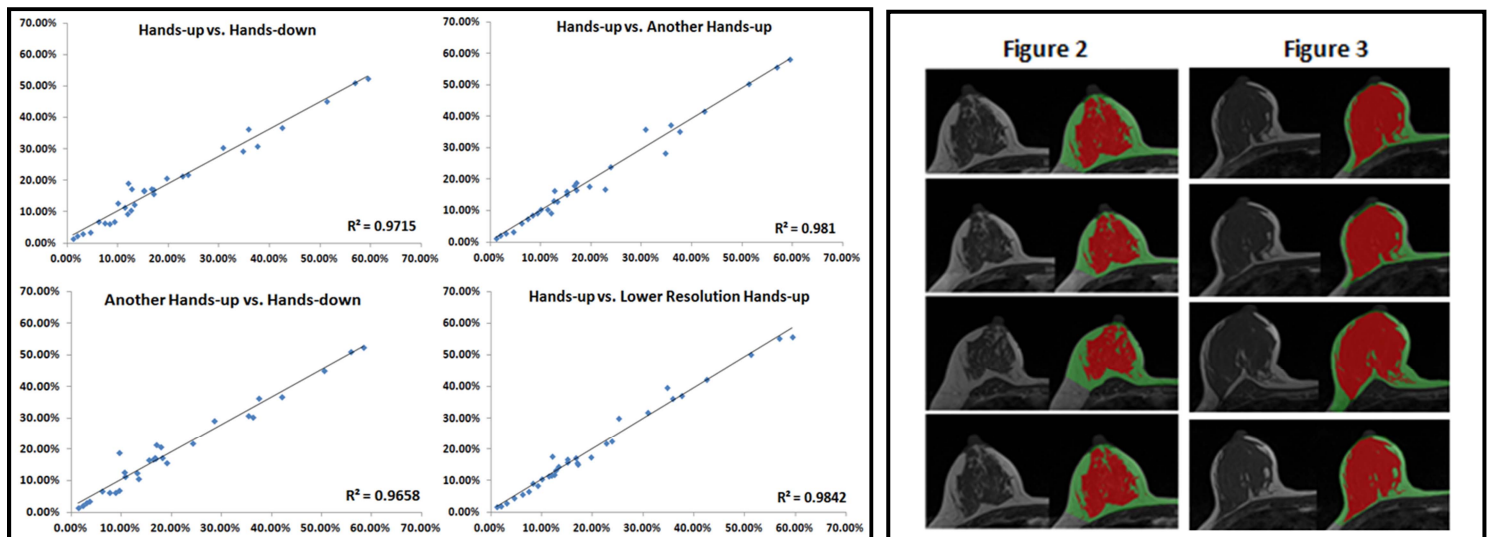 Hands-up vs. Hands-down
70.00%
60.00%
50.00%
40.00%
30.00%
20.00%
10.00%
0.00%
R² = 0.9715
0.00% 10.00% 20.00% 30.00% 40.00% 50.00% 60.00% 70.00%
Hands-up vs. Another Hands-up
70.00%
60.00%
50.00%
40.00%
30.00%
20.00%
10.00%
0.00%
R² = 0.981
0.00% 10.00% 20.00% 30.00% 40.00% 50.00% 60.00% 70.00%
Another Hands-up vs. Hands-down
70.00%
60.00%
50.00%
40.00%
30.00%
20.00%
10.00%
0.00%
R² = 0.9658
0.00% 10.00% 20.00% 30.00% 40.00% 50.00% 60.00% 70.00%
Hands-up vs. Lower Resolution Hands-up
70.00%
60.00%
50.00%
40.00%
30.00%
20.00%
10.00%
0.00%
R² = 0.9842
0.00% 10.00% 20.00% 30.00% 40.00% 50.00% 60.00% 70.00%
Figure 2
Figure 3